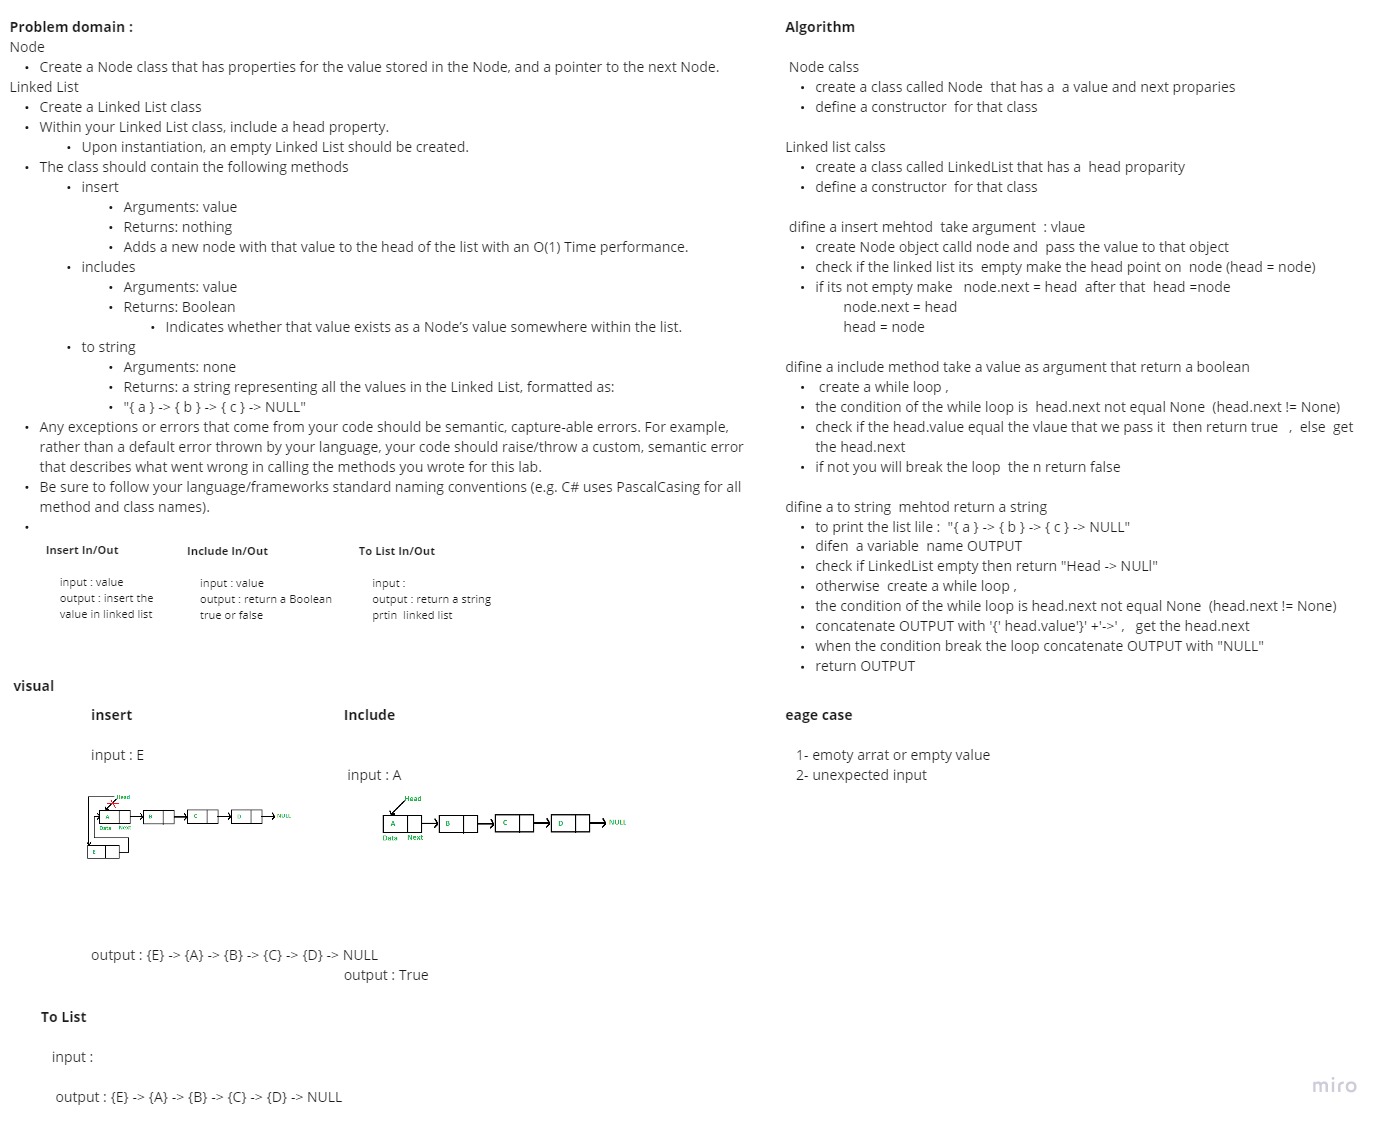 Problem domain :
Node
• Create a Node class that has properties for the value stored in the Node, and a pointer to the next Node.
Linked List
• Create a Linked List class
• Within your Linked List class, include a head property.
• Upon instantiation, an empty Linked List should be created.
• The class should contain the following methods
• insert
• Arguments: value
• Returns: nothing
• Adds a new node with that value to the head of the list with an O(1) Time performance.
• includes
• Arguments: value
• Returns: Boolean
• Indicates whether that value exists as a Node's value somewhere within the list.
• to string
• Arguments: none
• Returns: a string representing all the values in the Linked List, formatted as:
• "{ a } -> { b } -> { c } -> NULL"
• Any exceptions or errors that come from your code should be semantic, capture-able errors. For example,
rather than a default error thrown by your language, your code should raise/throw a custom, semantic error
that describes what went wrong in calling the methods you wrote for this lab.
• Be sure to follow your language/frameworks standard naming conventions (e.g. C# uses PascalCasing for all
method and class names).
•
Insert In/Out
input : value
output : insert the
value in linked list
Include In/Out
input : value
output : return a Boolean
true or false
To List In/Out
input :
output : return a string
prtin linked list
visual
insert
input : E
Head
A
B
C
D
NULL
Data Next
E
output : {E} -> {A} -> {B} -> {C} -> {D} -> NULL
Include
input : A
Head
A
B
C
D
NULL
Data Next
output : True
To List
input :
output : {E} -> {A} -> {B} -> {C} -> {D} -> NULL
Algorithm
Node calss
• create a class called Node that has a a value and next proparies
• define a constructor for that class
Linked list calss
• create a class called LinkedList that has a head proparity
• define a constructor for that class
difine a insert mehtod take argument : vlaue
• create Node object calld node and pass the value to that object
• check if the linked list its empty make the head point on node (head = node)
• if its not empty make node.next = head after that head =node
node.next = head
head = node
difine a include method take a value as argument that return a boolean
• create a while loop ,
• the condition of the while loop is head.next not equal None (head.next != None)
• check if the head.value equal the vlaue that we pass it then return true , else get
the head.next
• if not you will break the loop the n return false
difine a to string mehtod return a string
• to print the list lile : "{ a } -> { b } -> { c } -> NULL"
• difen a variable name OUTPUT
• check if LinkedList empty then return "Head -> NULl"
• otherwise create a while loop ,
• the condition of the while loop is head.next not equal None (head.next != None)
• concatenate OUTPUT with '{' head.value'}' +'->' , get the head.next
• when the condition break the loop concatenate OUTPUT with "NULL"
• return OUTPUT
eage case
1- emoty arrat or empty value
2- unexpected input
miro